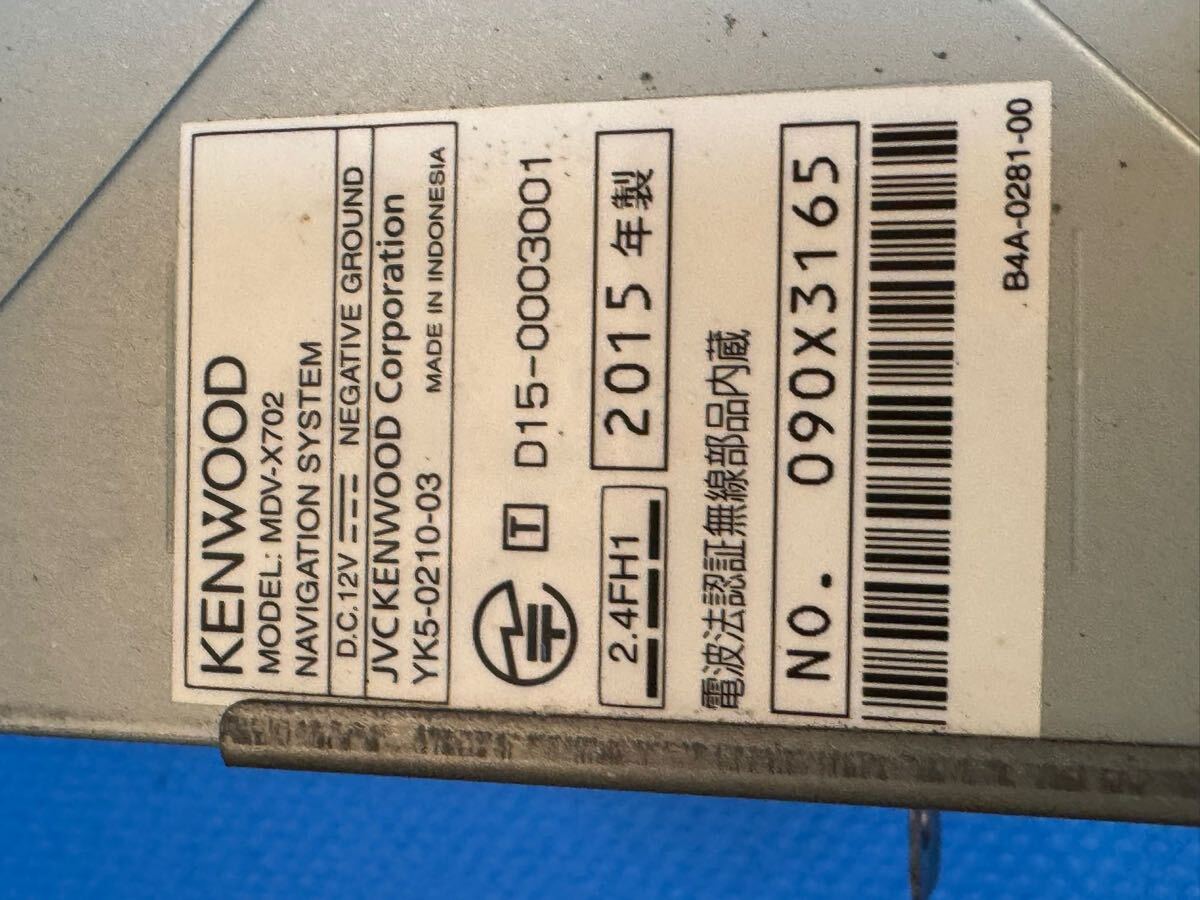 KENWOOD
MODEL: MDV-X702
NAVIGATION SYSTEM
D.C.12V NEGATIVE GROUND
JVCKENWOOD Corporation
YK5-0210-03 MADE IN INDONESIA
T D15-0003001
2.4FH1 2015 年製
電波法認証無線部品内蔵
NO. 090X3165
B4A-0281-00